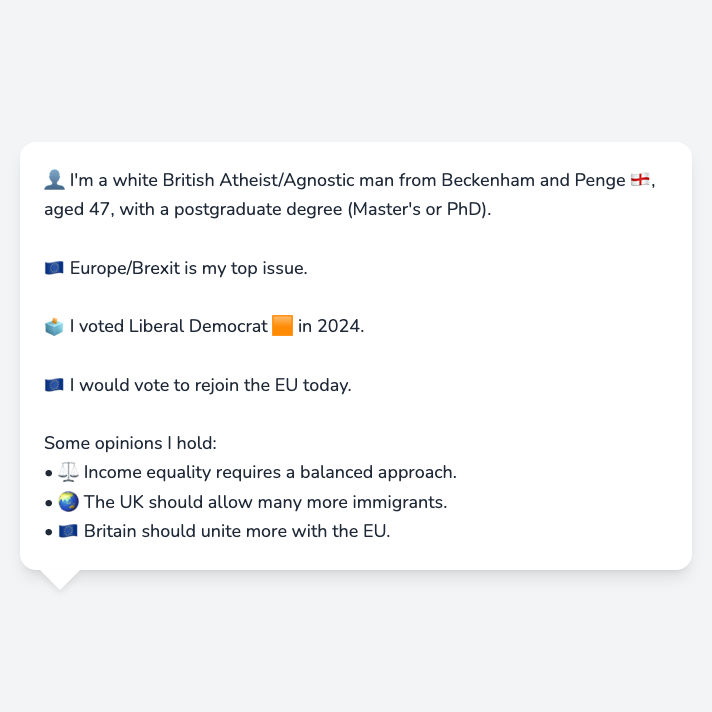 👤 I'm a white British Atheist/Agnostic man from Beckenham and Penge 🏴󠁧󠁢󠁥󠁮󠁧󠁿,
aged 47, with a postgraduate degree (Master's or PhD).
🇪🇺 Europe/Brexit is my top issue.
🗳️ I voted Liberal Democrat 🟧 in 2024.
🇪🇺 I would vote to rejoin the EU today.
Some opinions I hold:
• ⚖️ Income equality requires a balanced approach.
• 🌏 The UK should allow many more immigrants.
• 🇪🇺 Britain should unite more with the EU.